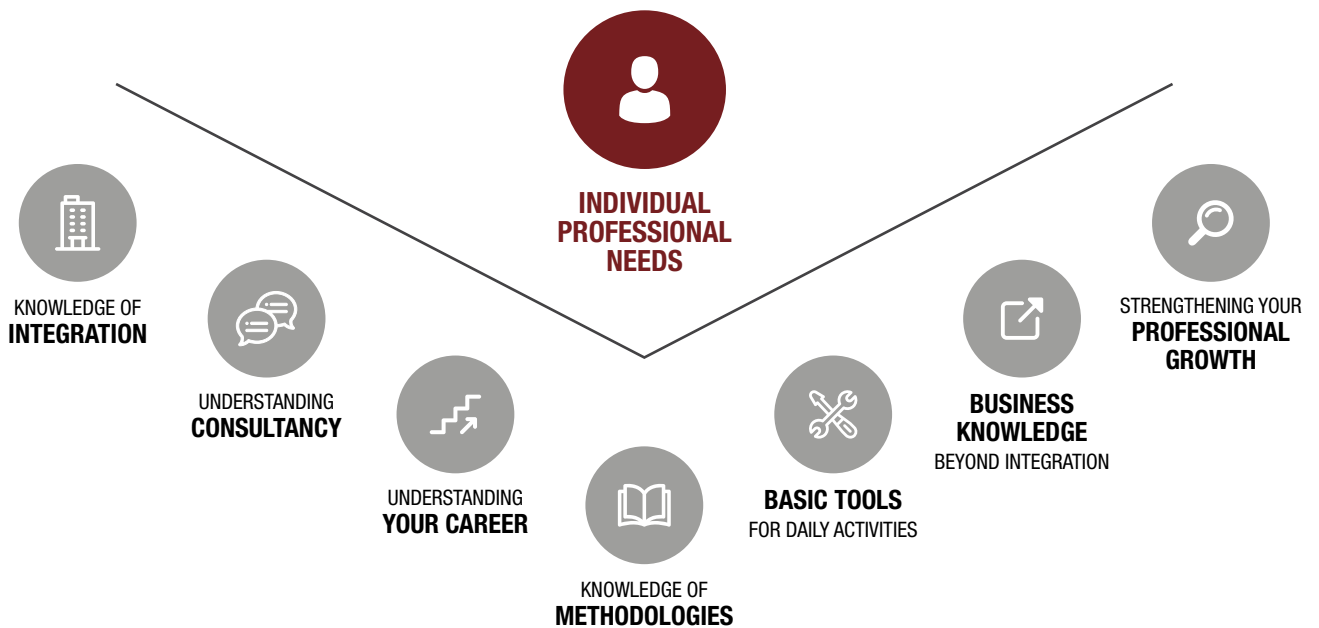 INDIVIDUAL
PROFESSIONAL
NEEDS
KNOWLEDGE OF
INTEGRATION
UNDERSTANDING
CONSULTANCY
UNDERSTANDING
YOUR CAREER
KNOWLEDGE OF
METHODOLOGIES
BASIC TOOLS
FOR DAILY ACTIVITIES
BUSINESS
KNOWLEDGE
BEYOND INTEGRATION
STRENGTHENING YOUR
PROFESSIONAL
GROWTH